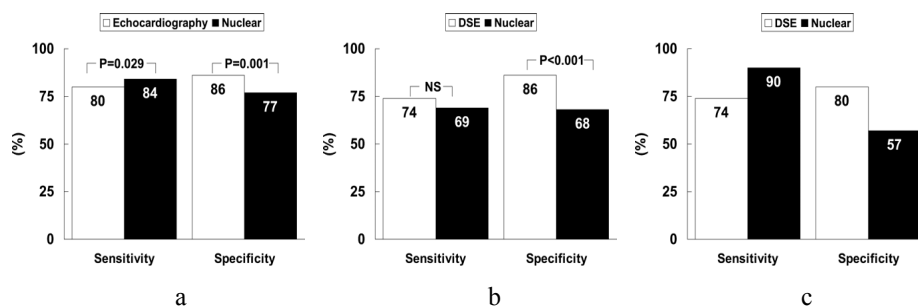 Echocardiography Nuclear
100
P=0.029 P=0.001
75
80 84 86 77
50
25
0
(%)
Sensitivity Specificity
a
DSE Nuclear
100
NS P<0.001
75
74 69 86 68
50
25
0
(%)
Sensitivity Specificity
b
DSE Nuclear
100
75
74 90 80 57
50
25
0
(%)
Sensitivity Specificity
c